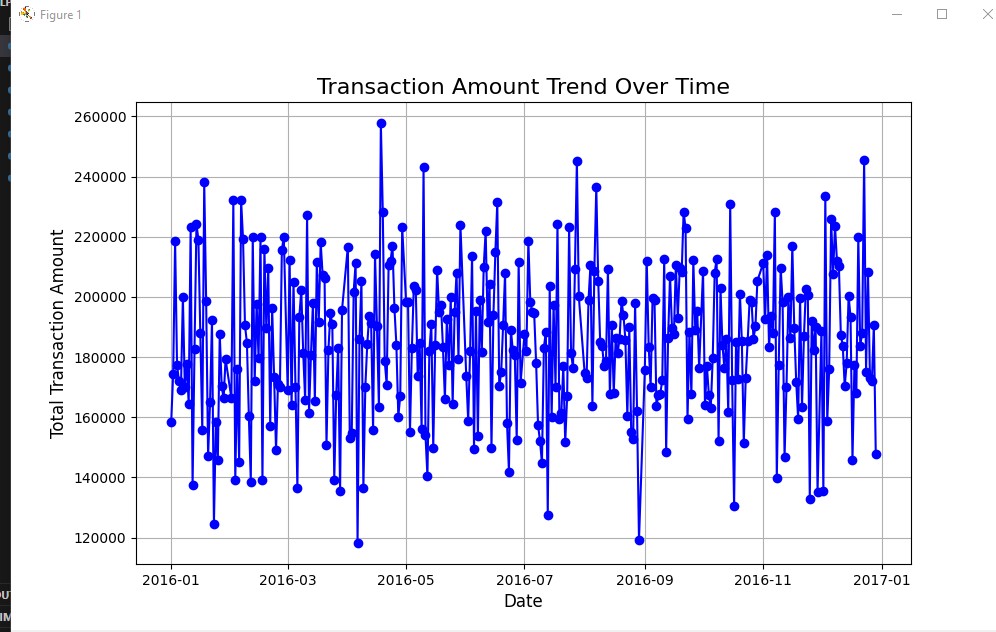 Figure 1
Transaction Amount Trend Over Time
260000
240000
220000
200000
180000
160000
140000
120000
Total Transaction Amount
2016-01 2016-03 2016-05 2016-07 2016-09 2016-11 2017-01
Date